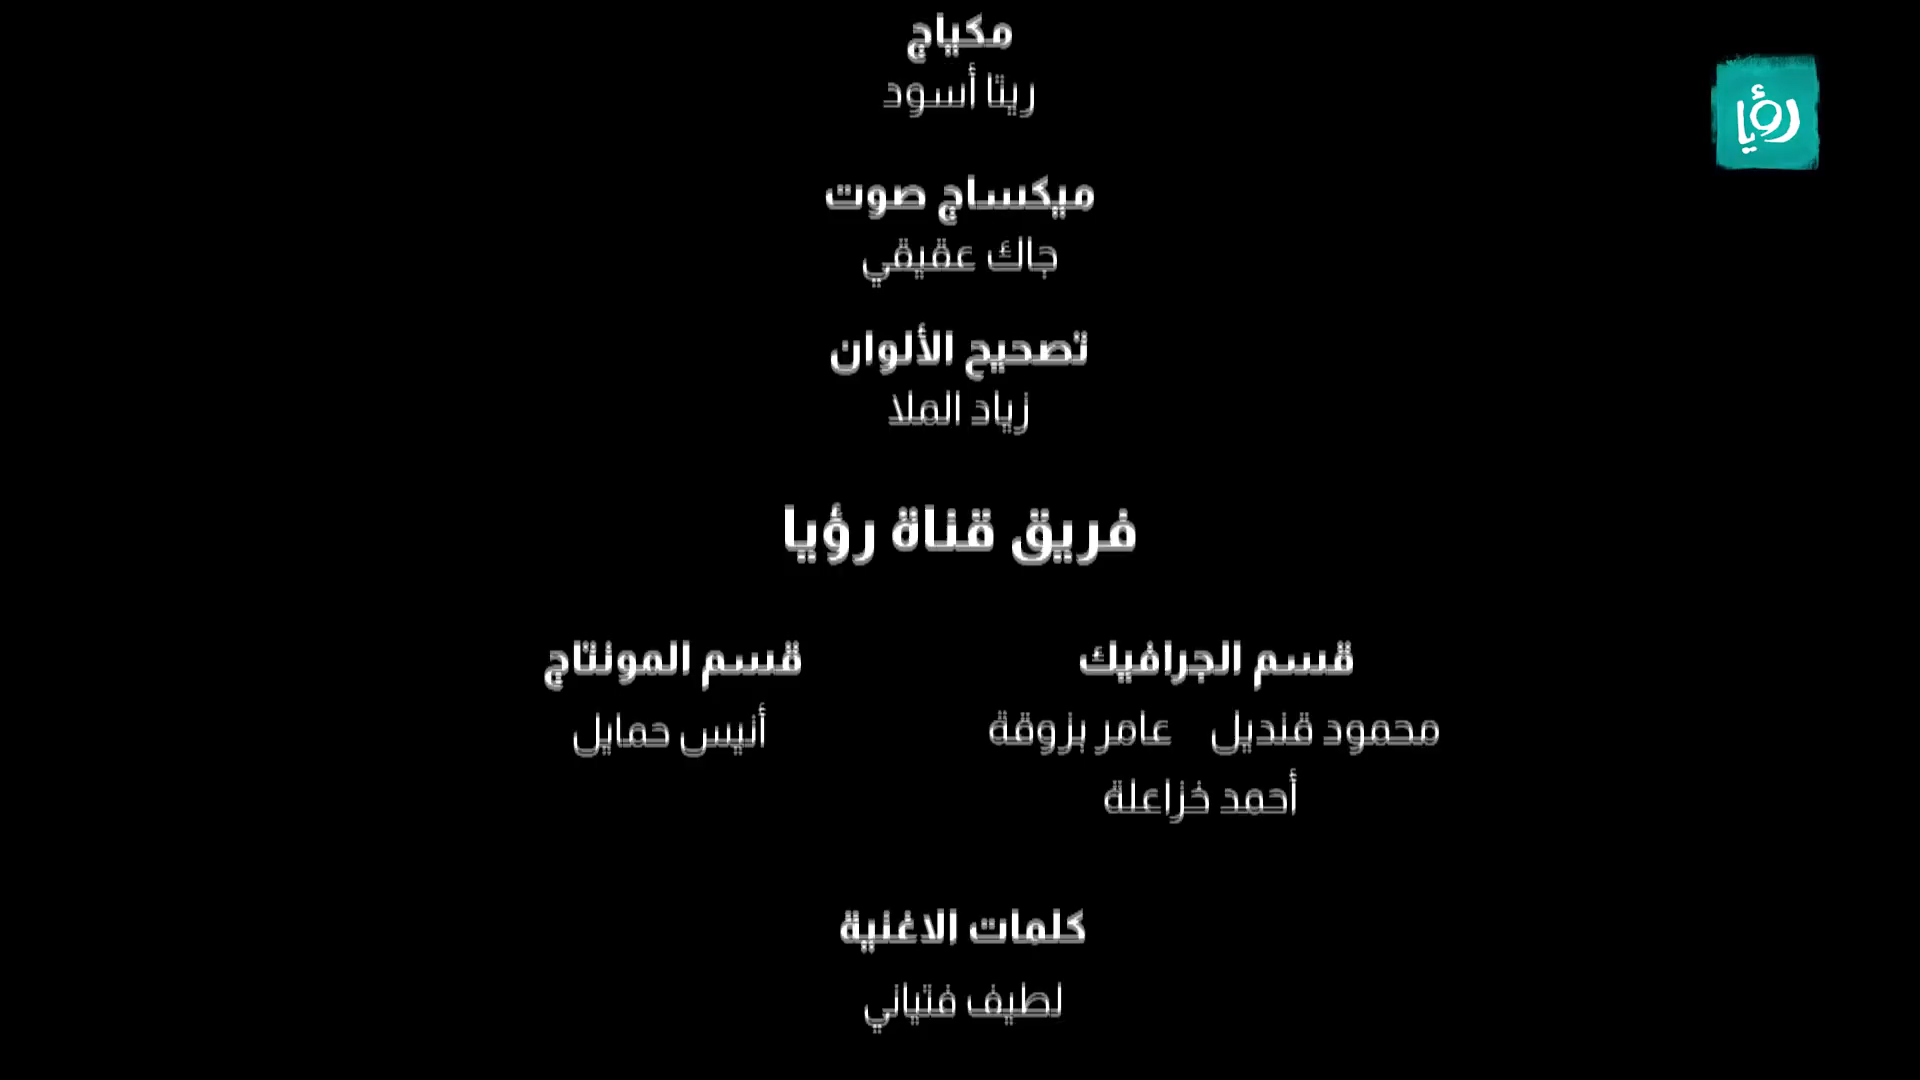 مكياج
ريتا أسود
رؤيا
ميكساج صوت
جاك عقيقي
تصحيح الألوان
زياد الملا
فريق قناة رؤيا
قسم الجرافيك
محمود قنديل عامر بزوقة
أحمد خزاعلة
قسم المونتاج
أنيس حمايل
كلمات الاغنية
لطيف فتياني